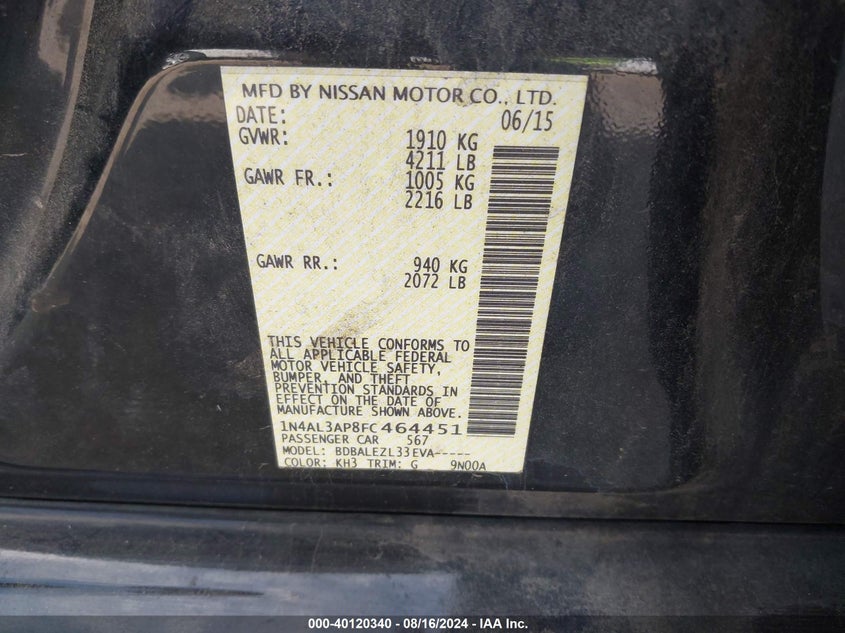 MFD BY NISSAN MOTOR CO., LTD.
DATE: 06/15
GVWR: 1910 KG
4211 LB
GAWR FR.: 1005 KG
2216 LB
GAWR RR.: 940 KG
2072 LB
THIS VEHICLE CONFORMS TO
ALL APPLICABLE FEDERAL
MOTOR VEHICLE SAFETY,
BUMPER, AND THEFT
PREVENTION STANDARDS IN
EFFECT ON THE DATE OF
MANUFACTURE SHOWN ABOVE.
1N4AL3AP8FC464451
PASSENGER CAR 567
MODEL: BDBALEZL33EVA-----
COLOR: KH3 TRIM: G 9N00A
000-40120340 - 08/16/2024 - IAA Inc.